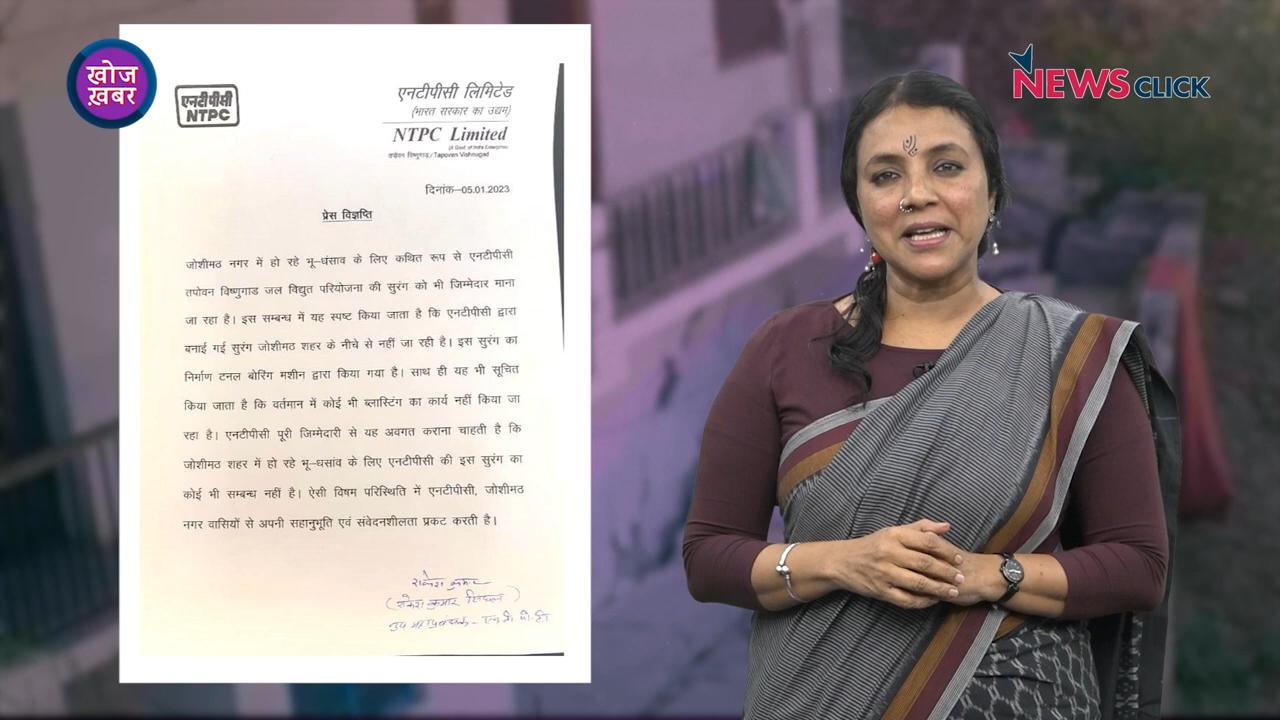 खोज
ख़बर
NEWSCLICK
एनटीपीसी
NTPC
एनटीपीसी लिमिटेड
(भारत सरकार का उद्यम)
NTPC Limited
(A Govt. of India Enterprise)
तपोवन विष्णुगाड़/Tapovan Vishnugad
दिनांक–05.01.2023
प्रेस विज्ञप्ति
जोशीमठ नगर में हो रहे भू–धंसाव के लिए कथित रूप से एनटीपीसी
तपोवन विष्णुगाड जल विद्युत परियोजना की सुरंग को भी जिम्मेदार माना
जा रहा है। इस सम्बन्ध में यह स्पष्ट किया जाता है कि एनटीपीसी द्वारा
बनाई गई सुरंग जोशीमठ शहर के नीचे से नहीं जा रही है। इस सुरंग का
निर्माण टनल बोरिंग मशीन द्वारा किया गया है। साथ ही यह भी सूचित
किया जाता है कि वर्तमान में कोई भी ब्लास्टिंग का कार्य नहीं किया जा
रहा है। एनटीपीसी पूरी जिम्मेदारी से यह अवगत कराना चाहती है कि
जोशीमठ शहर में हो रहे भू–धसांव के लिए एनटीपीसी की इस सुरंग का
कोई भी सम्बन्ध नहीं है। ऐसी विषम परिस्थिति में एनटीपीसी, जोशीमठ
नगर वासियों से अपनी सहानुभूति एवं संवेदनशीलता प्रकट करती है।
राकेश कुमार
(राकेश कुमार